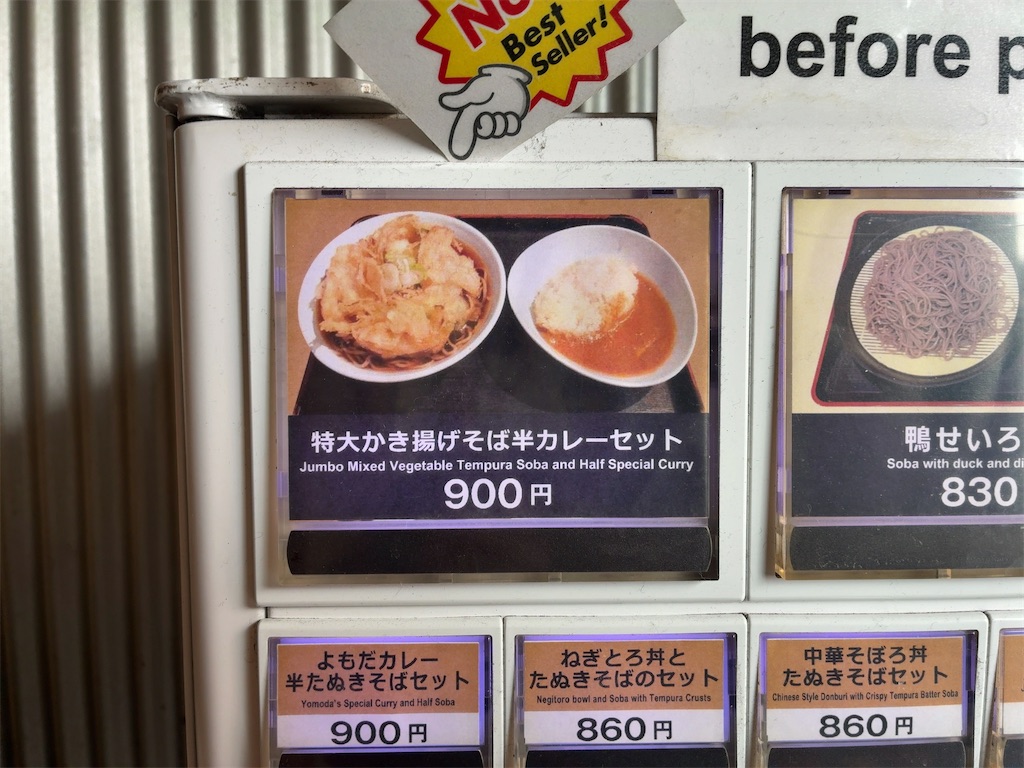 Best
Seller!
before
特大かき揚げそば半カレーセット
Jumbo Mixed Vegetable Tempura Soba and Half Special Curry
900円
鴨せいろ
Soba with duck and
830
よもだカレー
半たぬきそばセット
Yomoda's Special Curry and Half Soba
900円
ねぎとろ丼と
たぬきそばのセット
Negitoro bowl and Soba with Tempura Crusts
860円
中華そぼろ丼
たぬきそばセット
Chinese Style Donburi with Crispy Tempura Batter Soba
860円